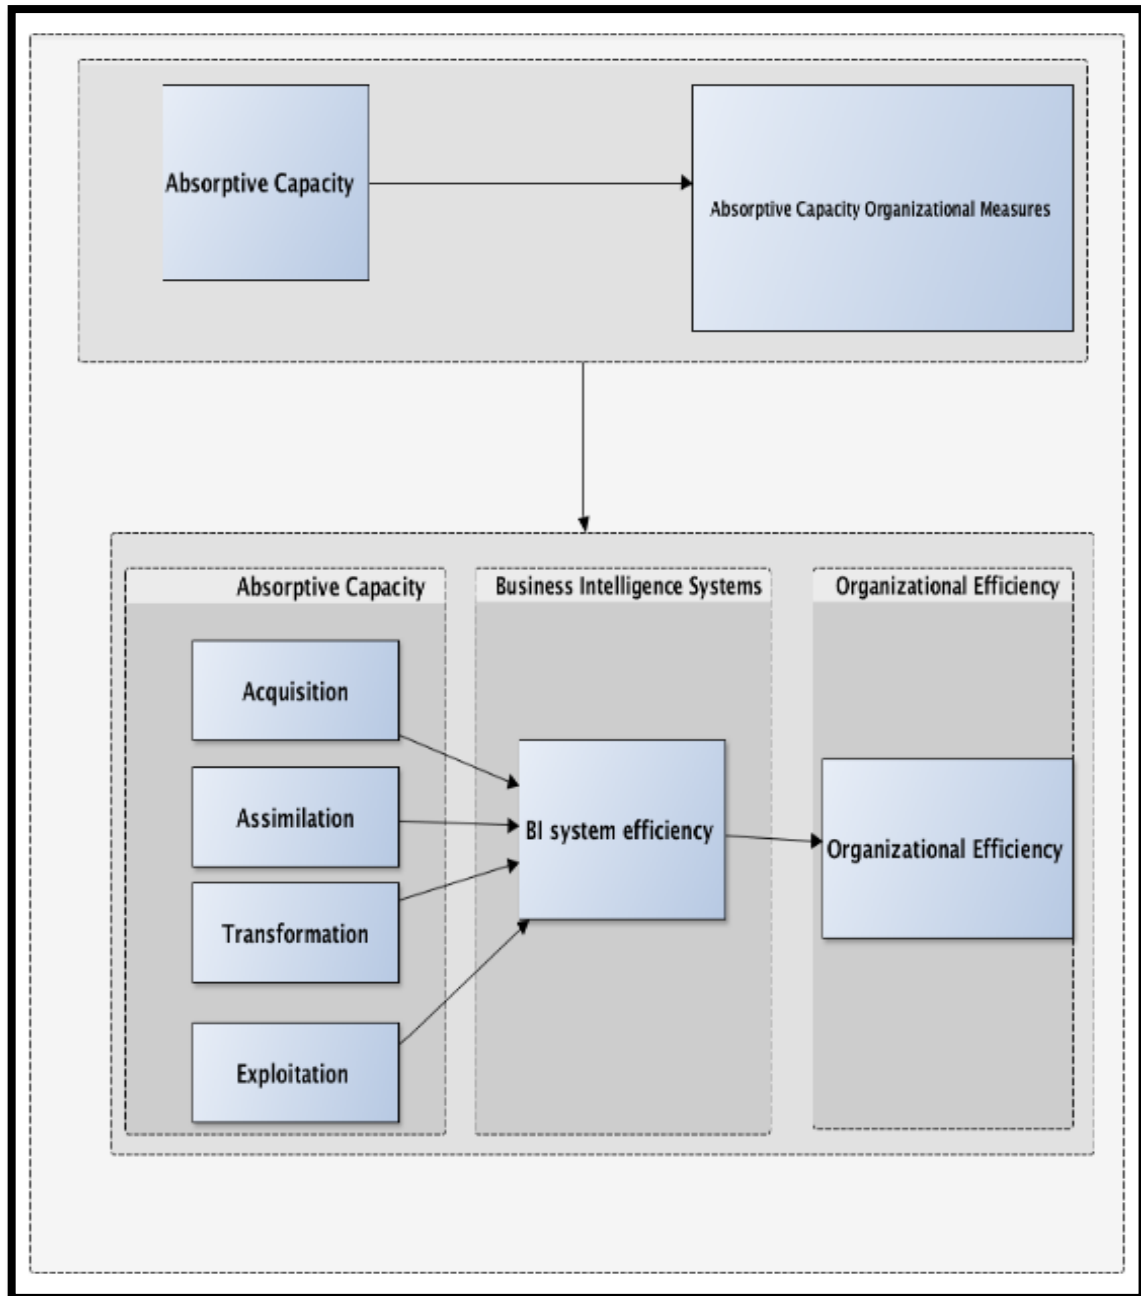 Absorptive Capacity
Absorptive Capacity Organizational Measures
Absorptive Capacity
Acquisition
Assimilation
Transformation
Exploitation
Business Intelligence Systems
BI system efficiency
Organizational Efficiency
Organizational Efficiency